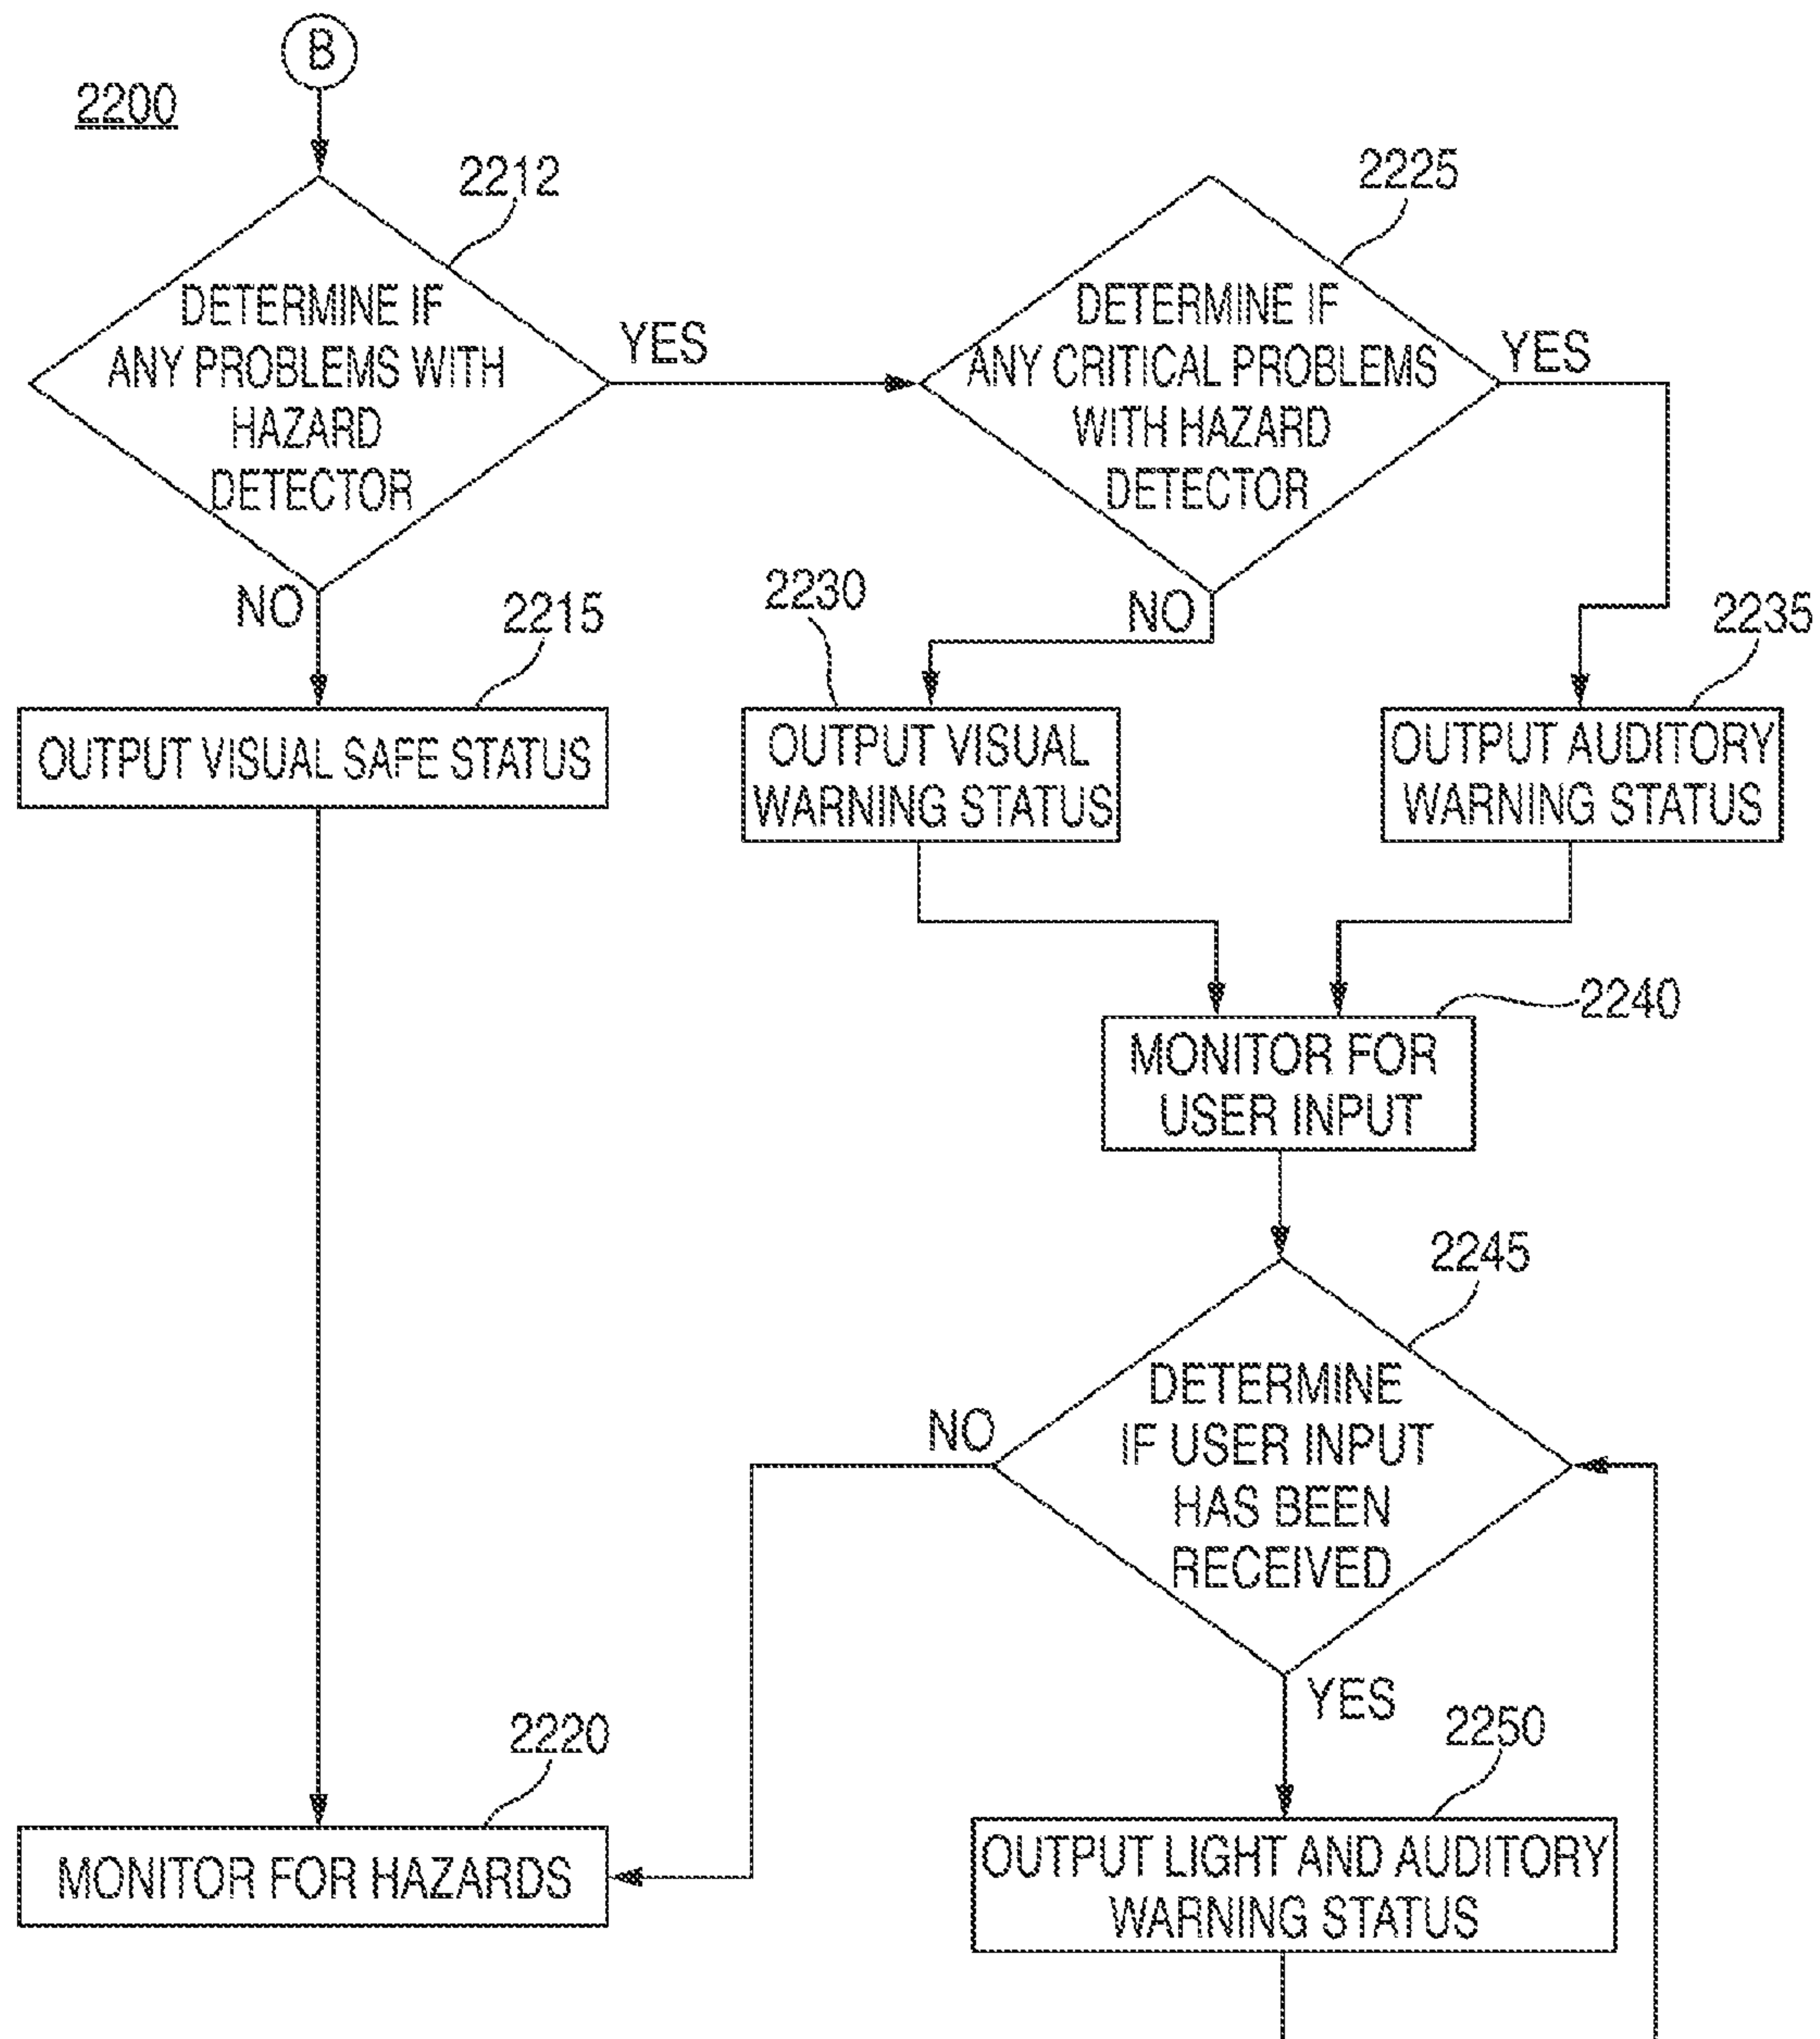 B
2200
2212
DETERMINE IF
ANY PROBLEMS WITH
HAZARD
DETECTOR
YES
NO
2225
DETERMINE IF
ANY CRITICAL PROBLEMS
WITH HAZARD
DETECTOR
YES
NO
2215
OUTPUT VISUAL SAFE STATUS
2230
OUTPUT VISUAL
WARNING STATUS
2235
OUTPUT AUDITORY
WARNING STATUS
2240
MONITOR FOR
USER INPUT
2245
DETERMINE
IF USER INPUT
HAS BEEN
RECEIVED
NO
YES
2220
MONITOR FOR HAZARDS
2250
OUTPUT LIGHT AND AUDITORY
WARNING STATUS